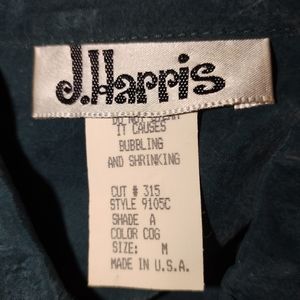 J.Harris
IT CAUSES
BUBBLING
AND SHRINKING
CUT # 315
STYLE 9105C
SHADE A
COLOR COG
SIZE: M
MADE IN U.S.A.